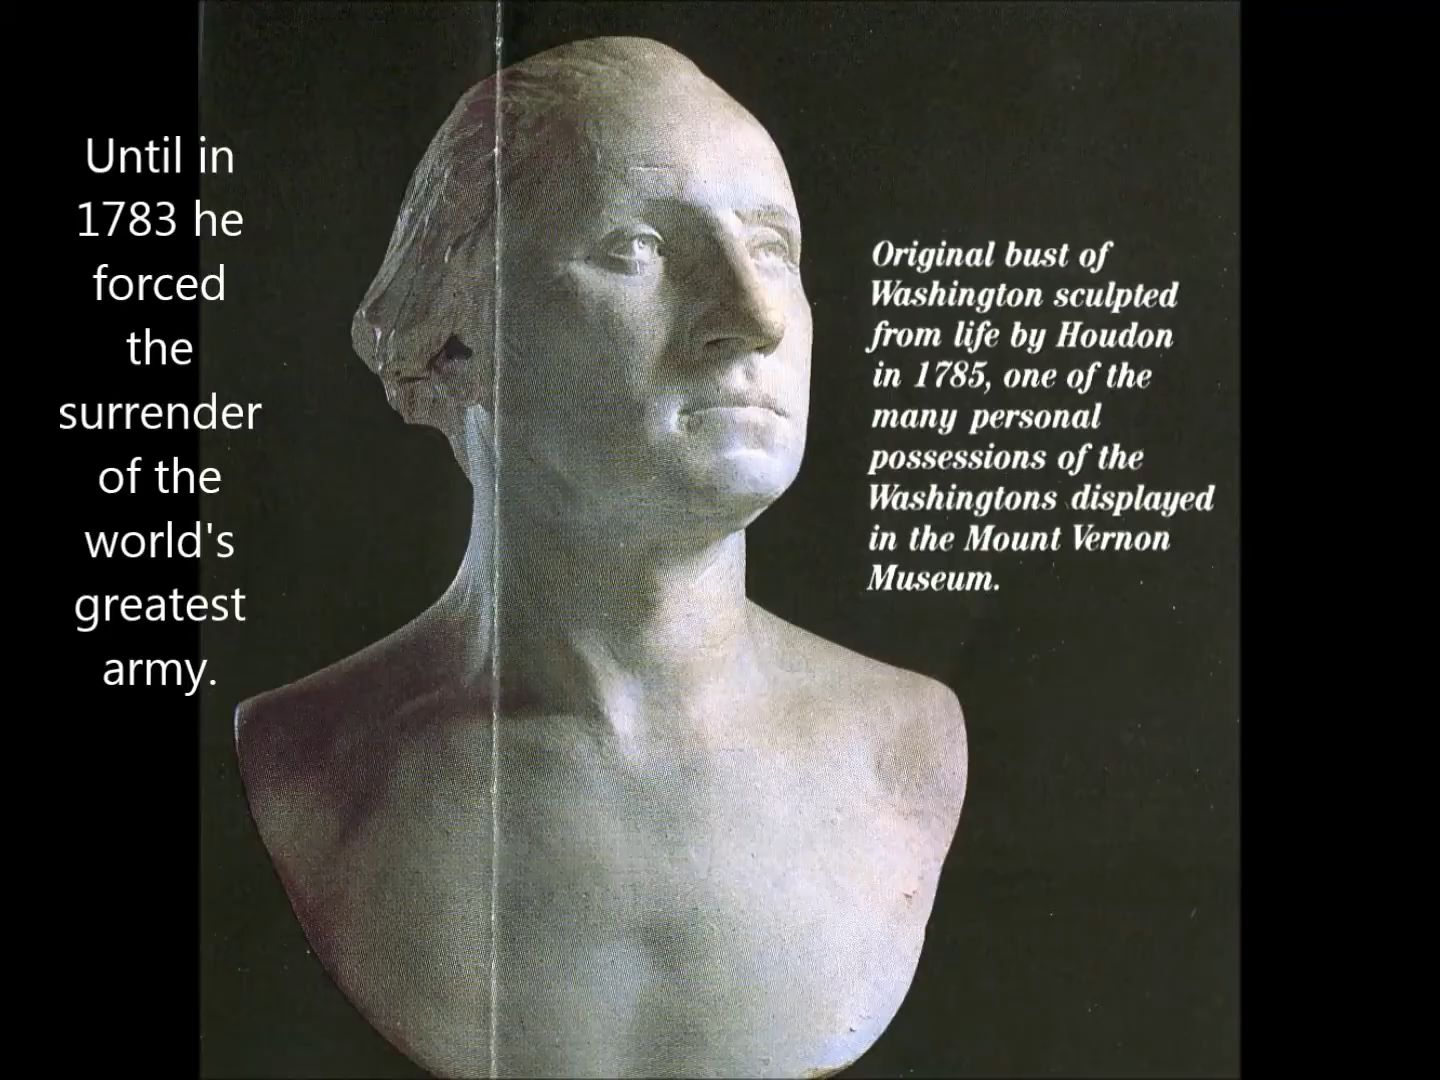 Until in
1783 he
forced
the
surrender
of the
world's
greatest
army.
Original bust of
Washington sculpted
from life by Houdon
in 1785, one of the
many personal
possessions of the
Washingtons displayed
in the Mount Vernon
Museum.